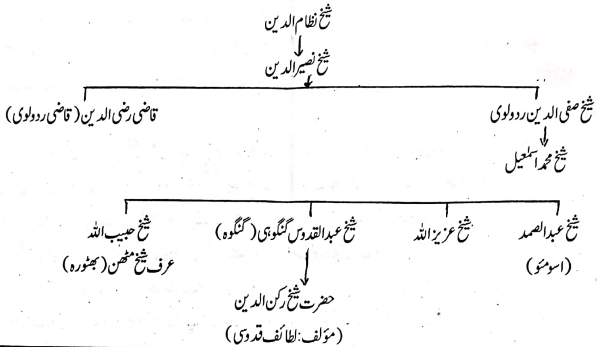 شیخ نظام الدین
شیخ نصیر الدین
شیخ صفی الدین ردولوی
قاضی رضی الدین (قاضی ردولوی)
شیخ محمد اسمٰعیل
شیخ عبدالصمد
شیخ عزیز اللہ
شیخ عبدالقدوس گنگوہی (گنگوہ)
شیخ حبیب اللہ
(اسومئو)
عرف شیخ مٹھن (بھٹورہ)
حضرت شیخ رکن الدین
(مؤلف: لطائف قدوسی)